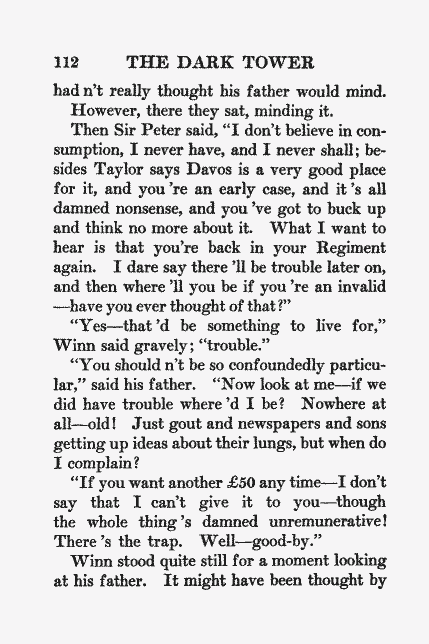 112 THE DARK TOWER
had n't really thought his father would mind.
However, there they sat, minding it.
Then Sir Peter said, "I don't believe in con-
sumption, I never have, and I never shall; be-
sides Taylor says Davos is a very good place
for it, and you 're an early case, and it 's all
damned nonsense, and you 've got to buck up
and think no more about it. What I want to
hear is that you're back in your Regiment
again. I dare say there 'll be trouble later on,
and then where 'll you be if you 're an invalid
—have you ever thought of that?"
"Yes—that 'd be something to live for,"
Winn said gravely; "trouble."
"You should n't be so confoundedly particu-
lar," said his father. "Now look at me—if we
did have trouble where 'd I be? Nowhere at
all—old! Just gout and newspapers and sons
getting up ideas about their lungs, but when do
I complain?
"If you want another £50 any time—I don't
say that I can't give it to you—though
the whole thing 's damned unremunerative!
There 's the trap. Well—good-by."
Winn stood quite still for a moment looking
at his father. It might have been thought by